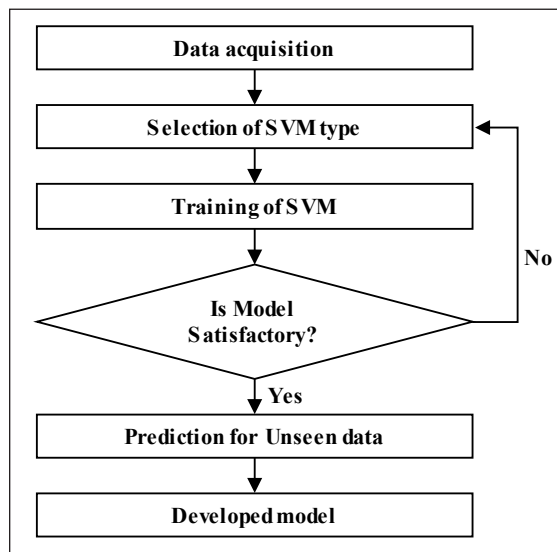 Data acquisition
Selection of SVM type
Training of SVM
No
Is Model
Satisfactory?
Yes
Prediction for Unseen data
Developed model